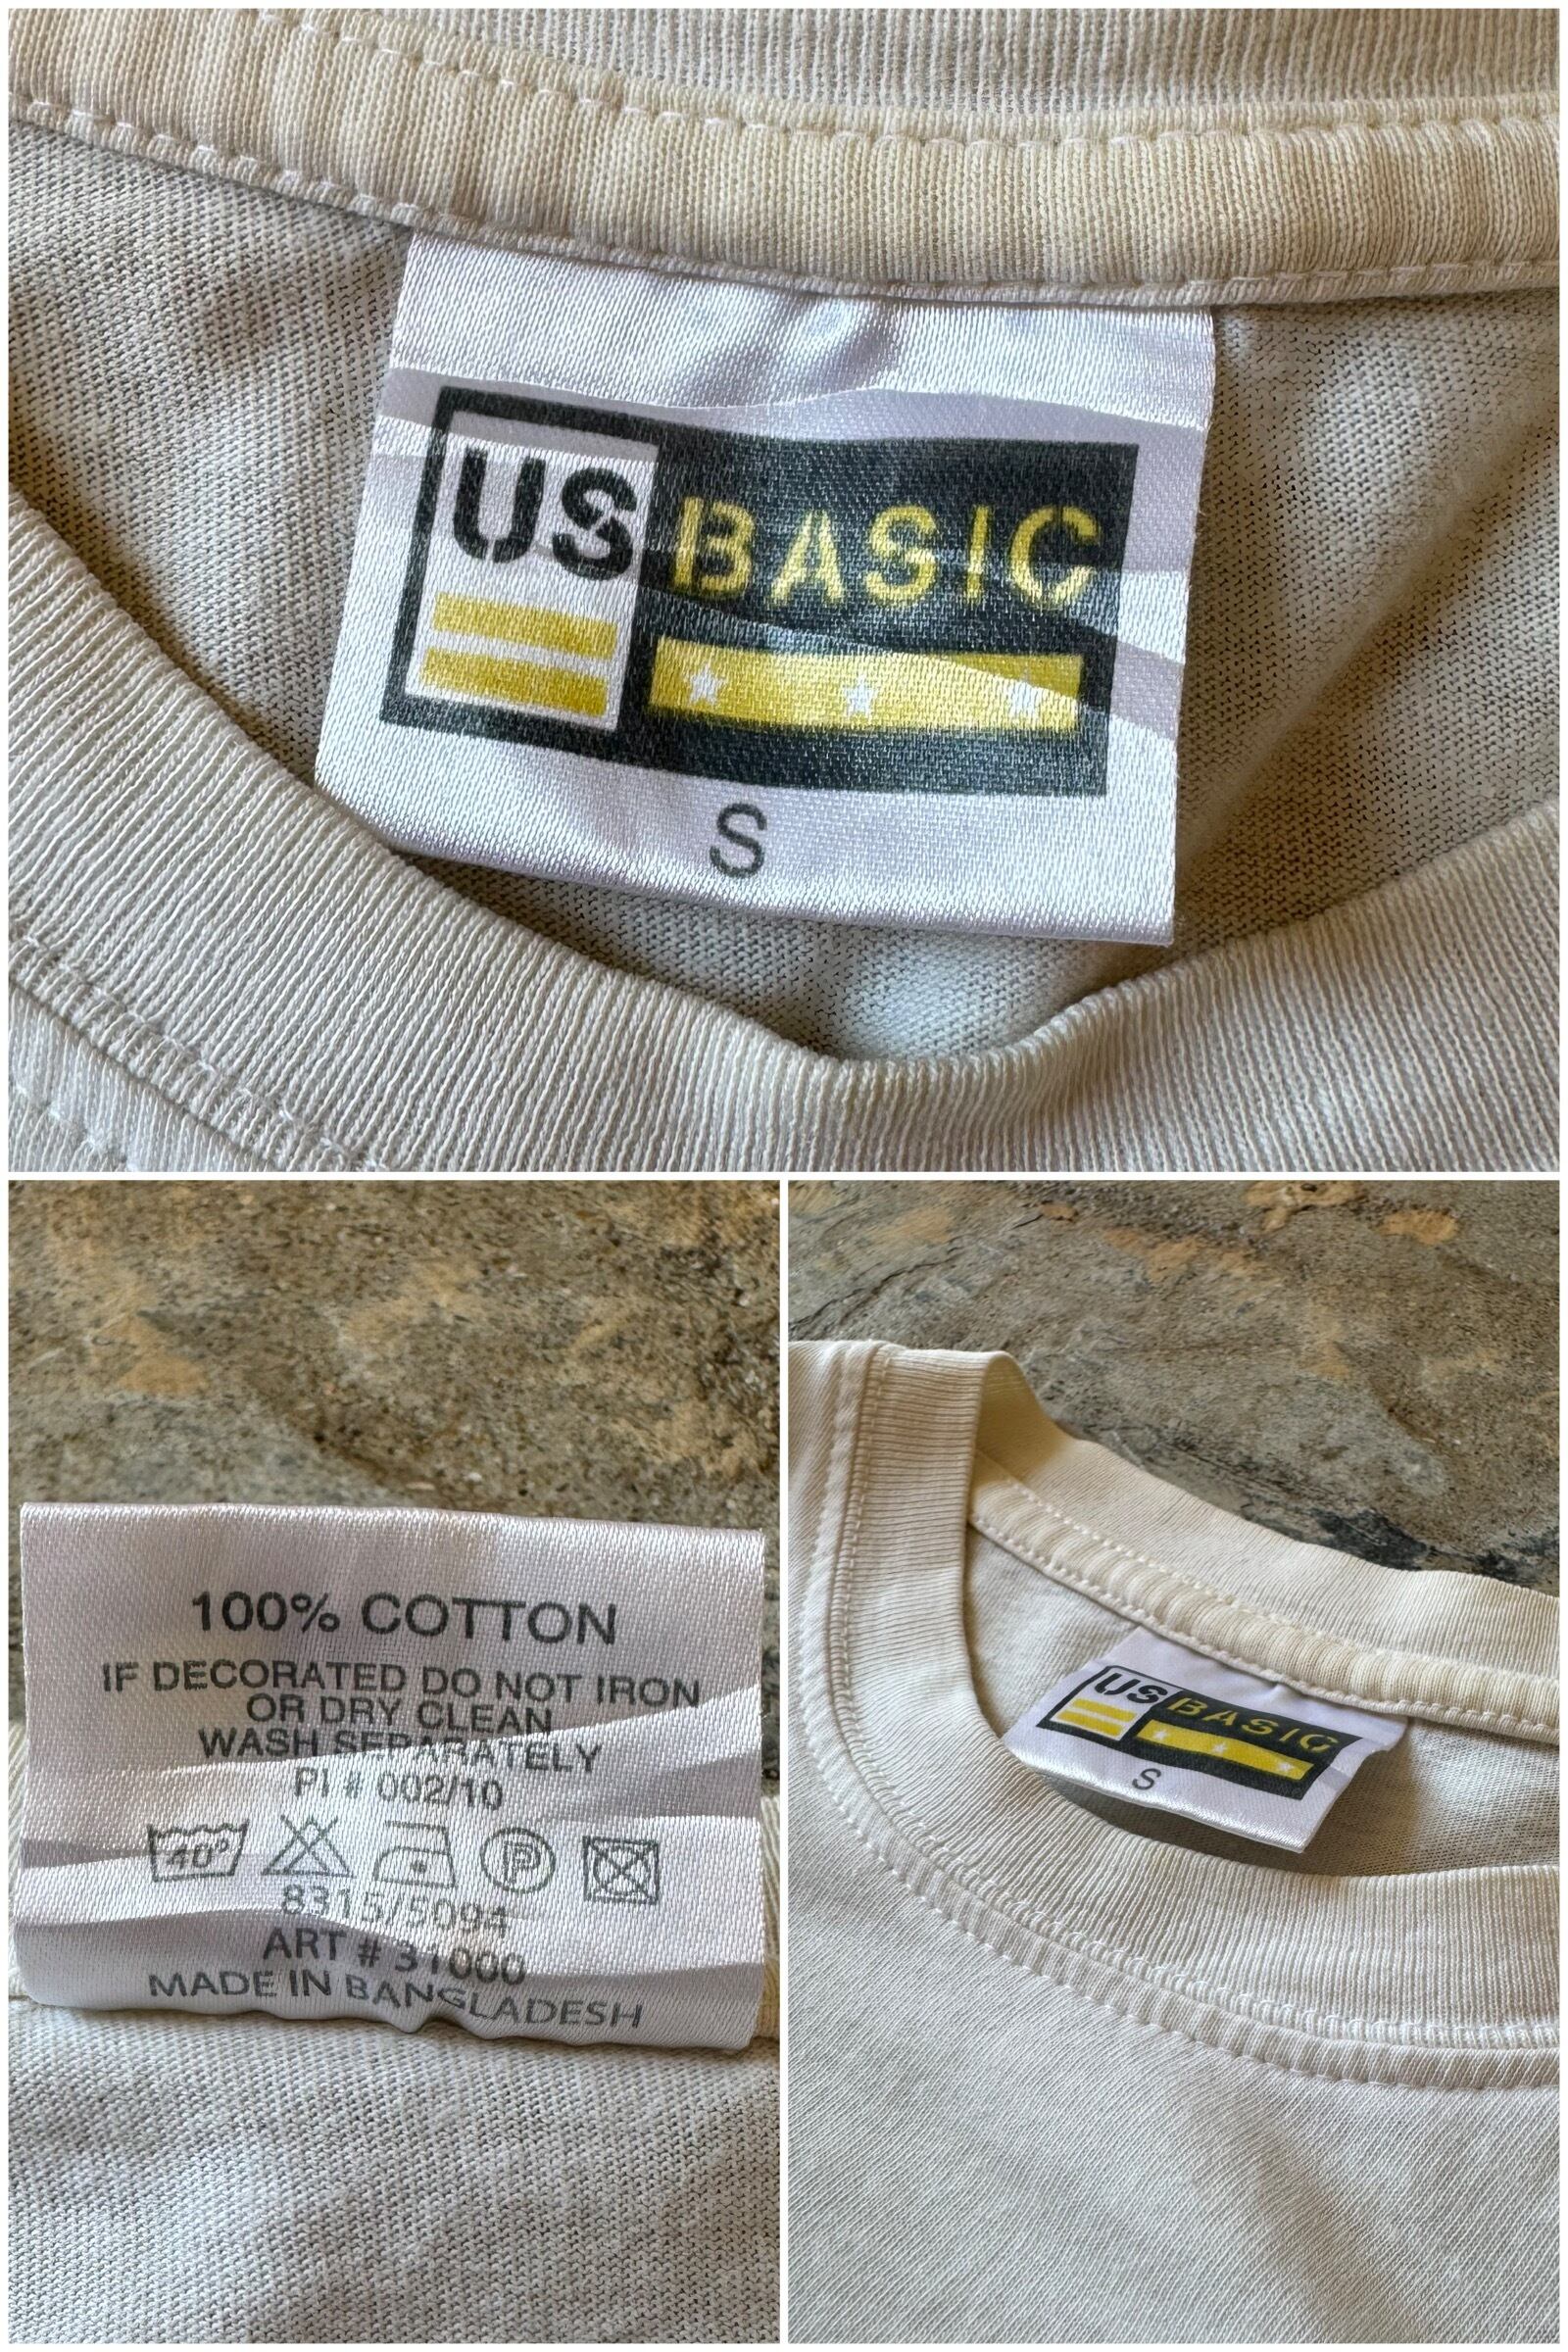 US BASIC
S
100% COTTON
IF DECORATED DO NOT IRON
OR DRY CLEAN
WASH SEPARATELY
PI # 002/10
40° P
8315/5094
ART # 31000
MADE IN BANGLADESH
US BASIC
S